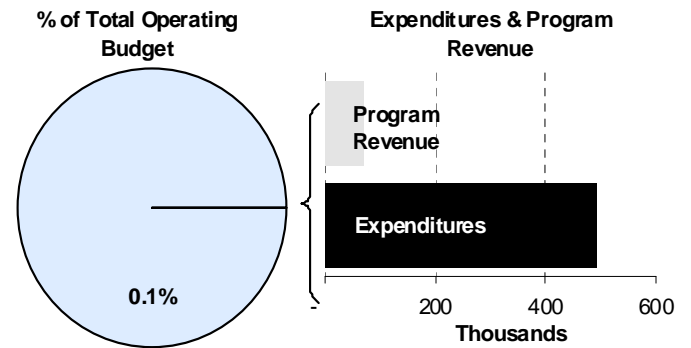 % of Total Operating
Budget
0.1%
Expenditures & Program
Revenue
Program
Revenue
Expenditures
-
200
400
600
Thousands